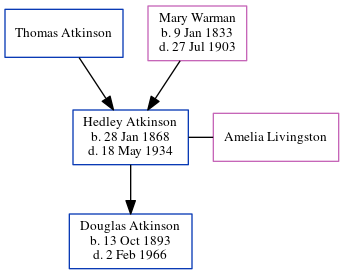 Thomas Atkinson
Mary Warman
b. 9 Jan 1833
d. 27 Jul 1903
Hedley Atkinson
b. 28 Jan 1868
d. 18 May 1934
Amelia Livingston
Douglas Atkinson
b. 13 Oct 1893
d. 2 Feb 1966